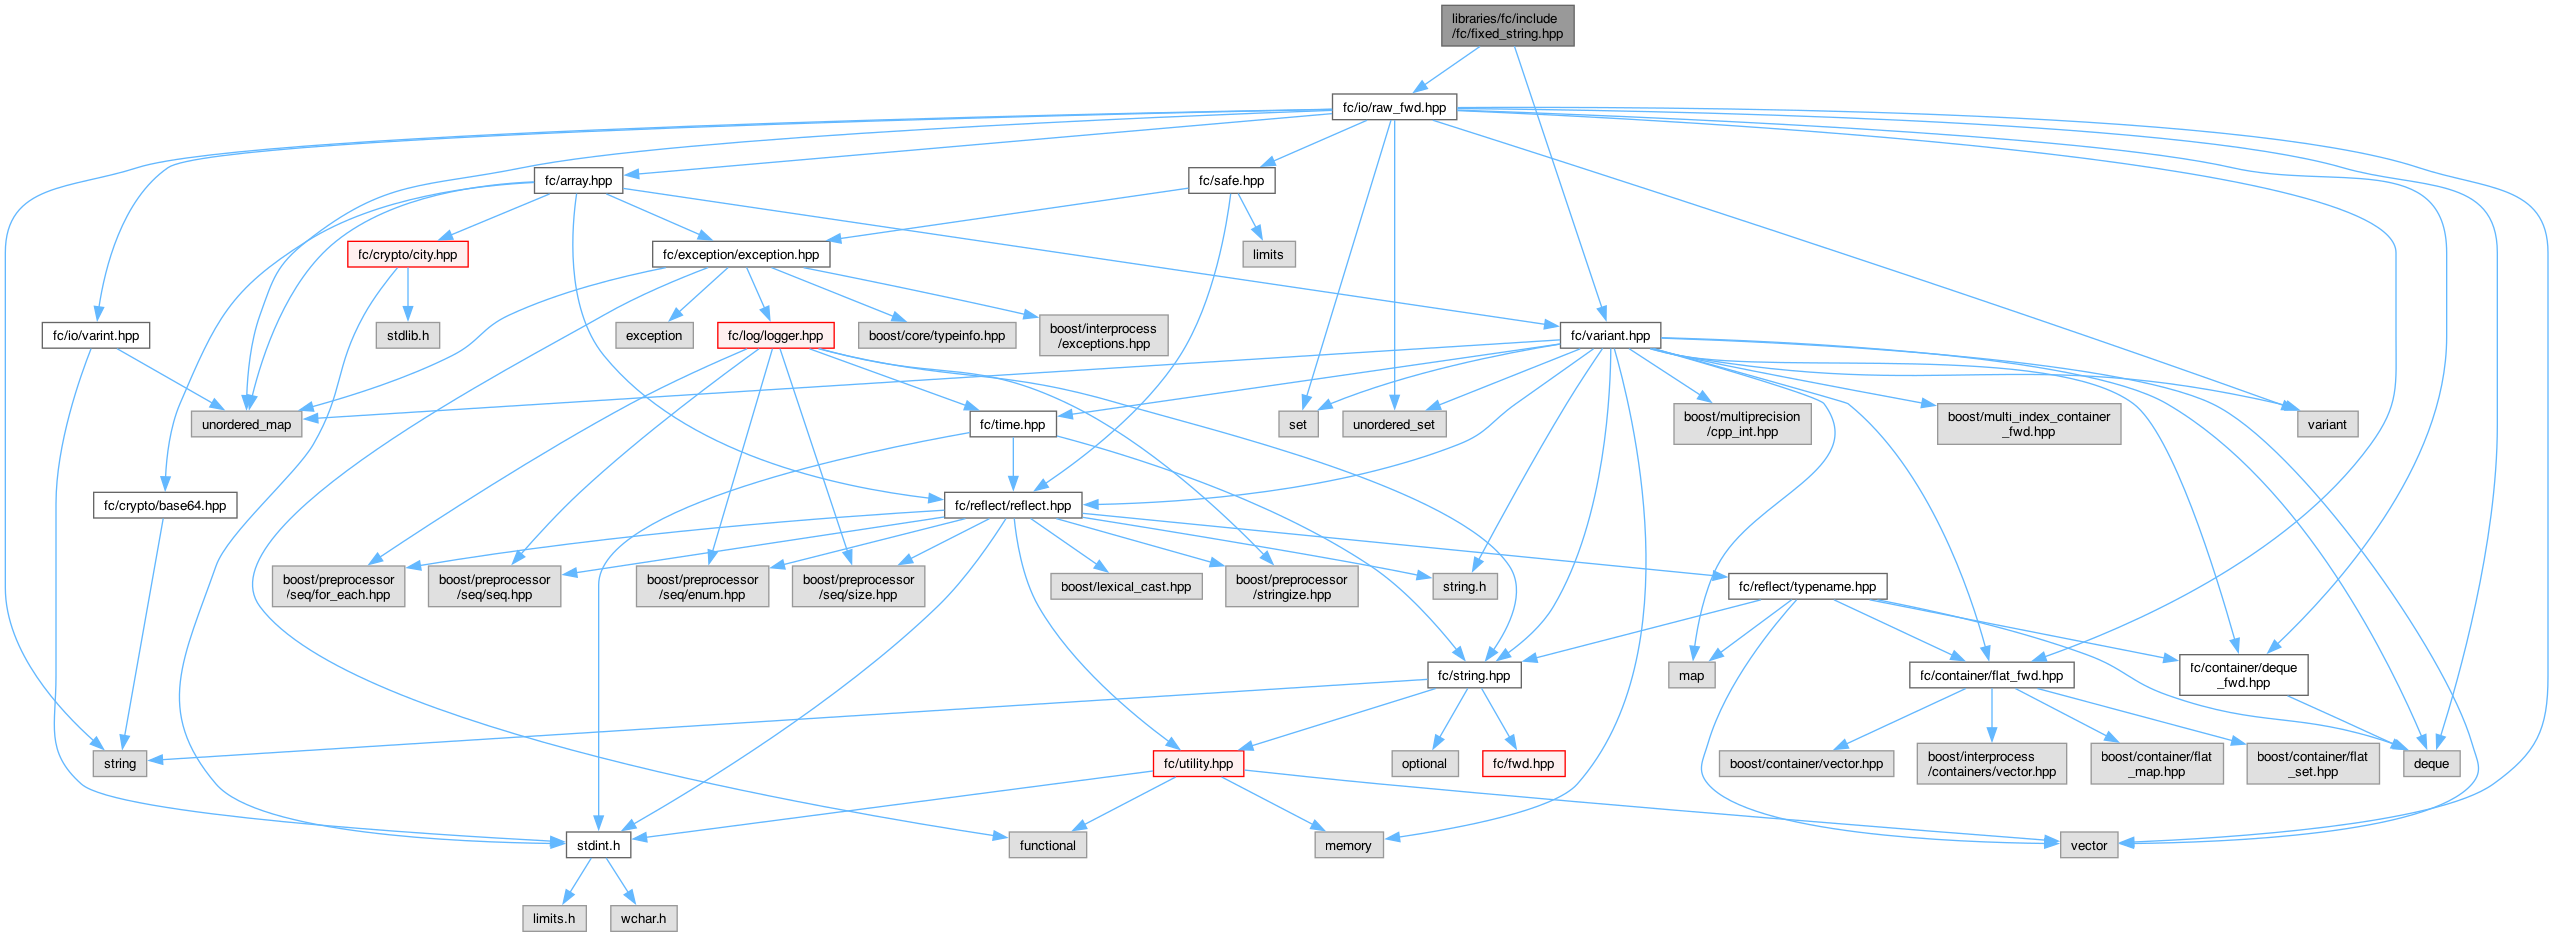 libraries/fc/include
/fc/fixed_string.hpp
fc/io/raw_fwd.hpp
fc/array.hpp
fc/safe.hpp
fc/crypto/city.hpp
fc/exception/exception.hpp
limits
fc/io/varint.hpp
stdlib.h
exception
fc/log/logger.hpp
boost/core/typeinfo.hpp
boost/interprocess
/exceptions.hpp
fc/variant.hpp
unordered_map
fc/time.hpp
set
unordered_set
boost/multiprecision
/cpp_int.hpp
boost/multi_index_container
_fwd.hpp
variant
fc/crypto/base64.hpp
fc/reflect/reflect.hpp
boost/preprocessor
/seq/for_each.hpp
boost/preprocessor
/seq/seq.hpp
boost/preprocessor
/seq/enum.hpp
boost/preprocessor
/seq/size.hpp
boost/lexical_cast.hpp
boost/preprocessor
/stringize.hpp
string.h
fc/reflect/typename.hpp
fc/string.hpp
map
fc/container/flat_fwd.hpp
fc/container/deque
_fwd.hpp
string
fc/utility.hpp
optional
fc/fwd.hpp
boost/container/vector.hpp
boost/interprocess
/containers/vector.hpp
boost/container/flat
_map.hpp
boost/container/flat
_set.hpp
deque
stdint.h
functional
memory
vector
limits.h
wchar.h